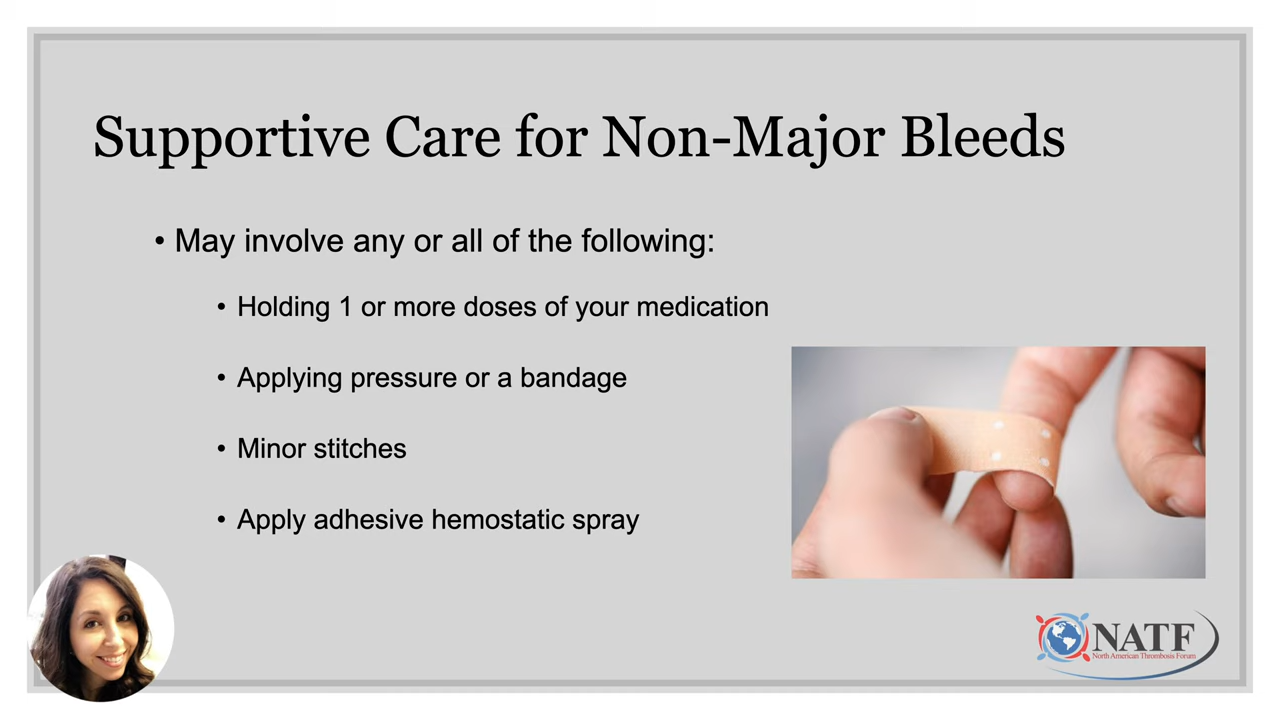 Supportive Care for Non-Major Bleeds
• May involve any or all of the following:
• Holding 1 or more doses of your medication
• Applying pressure or a bandage
• Minor stitches
• Apply adhesive hemostatic spray
NATF
North American Thrombosis Forum